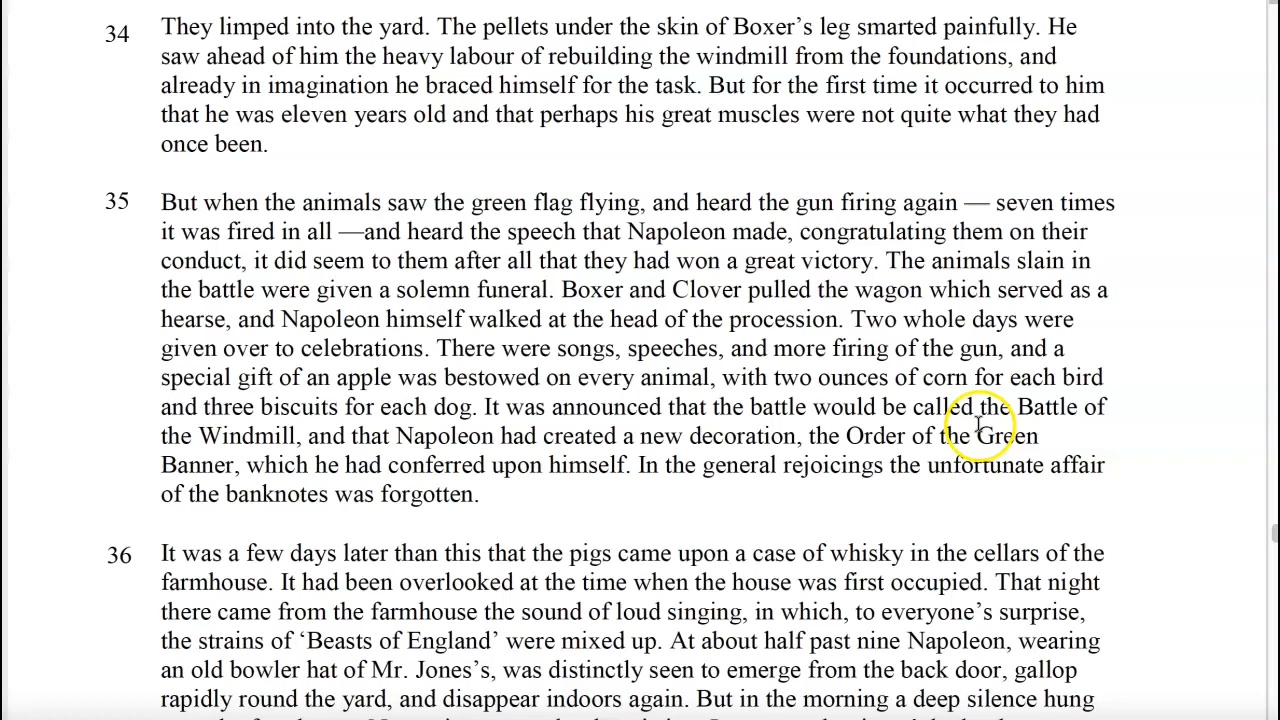 34 They limped into the yard. The pellets under the skin of Boxer’s leg smarted painfully. He
saw ahead of him the heavy labour of rebuilding the windmill from the foundations, and
already in imagination he braced himself for the task. But for the first time it occurred to him
that he was eleven years old and that perhaps his great muscles were not quite what they had
once been.
35 But when the animals saw the green flag flying, and heard the gun firing again — seven times
it was fired in all —and heard the speech that Napoleon made, congratulating them on their
conduct, it did seem to them after all that they had won a great victory. The animals slain in
the battle were given a solemn funeral. Boxer and Clover pulled the wagon which served as a
hearse, and Napoleon himself walked at the head of the procession. Two whole days were
given over to celebrations. There were songs, speeches, and more firing of the gun, and a
special gift of an apple was bestowed on every animal, with two ounces of corn for each bird
and three biscuits for each dog. It was announced that the battle would be called the Battle of
the Windmill, and that Napoleon had created a new decoration, the Order of the Green
Banner, which he had conferred upon himself. In the general rejoicings the unfortunate affair
of the banknotes was forgotten.
36 It was a few days later than this that the pigs came upon a case of whisky in the cellars of the
farmhouse. It had been overlooked at the time when the house was first occupied. That night
there came from the farmhouse the sound of loud singing, in which, to everyone’s surprise,
the strains of ‘Beasts of England’ were mixed up. At about half past nine Napoleon, wearing
an old bowler hat of Mr. Jones’s, was distinctly seen to emerge from the back door, gallop
rapidly round the yard, and disappear indoors again. But in the morning a deep silence hung